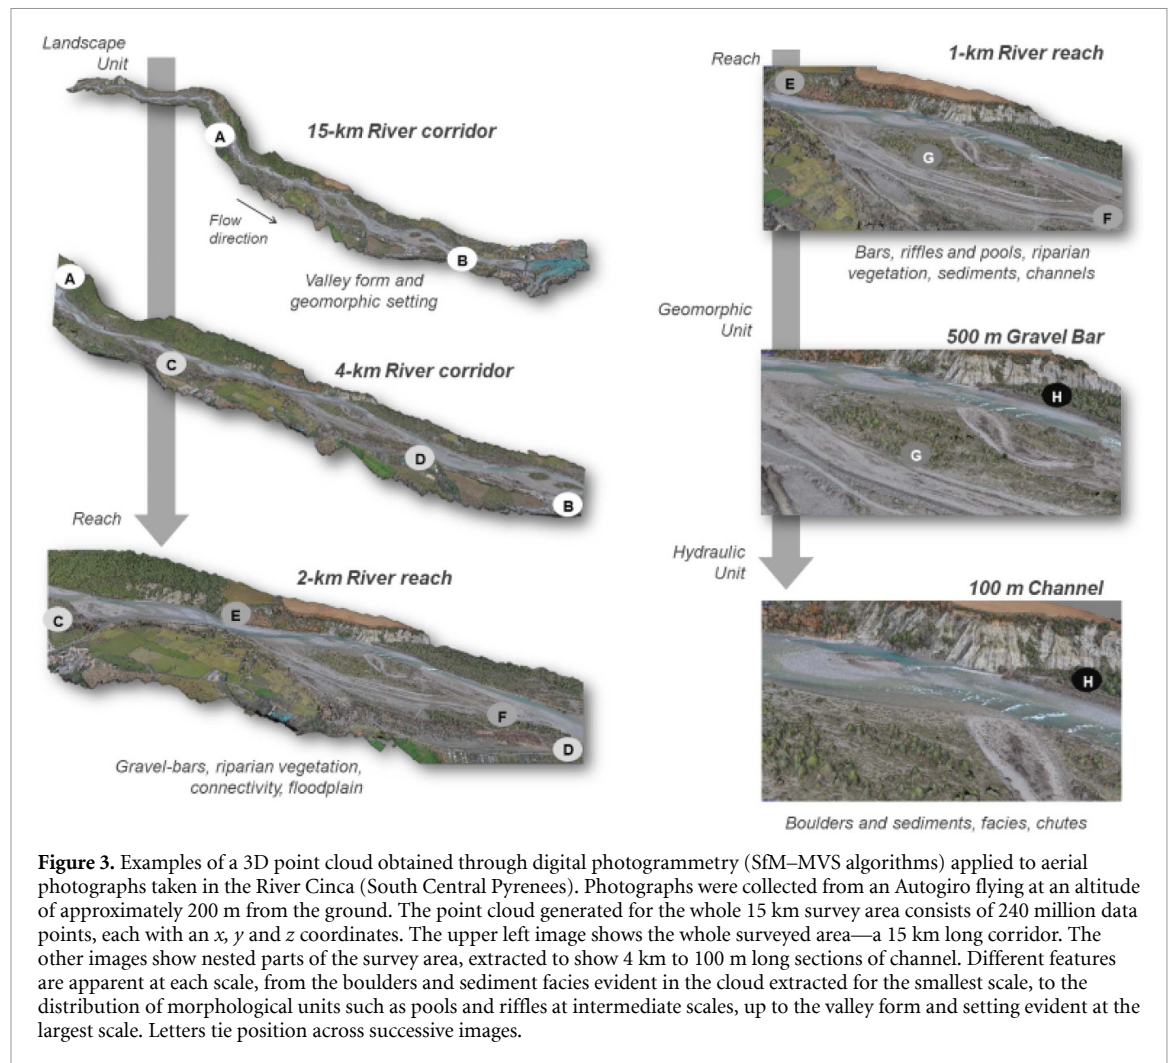 Landscape
Unit
A
15-km River corridor
Flow
direction
B
Valley form and
geomorphic setting
A
C
4-km River corridor
D
B
Reach
2-km River reach
C
E
F
D
Gravel-bars, riparian vegetation,
connectivity, floodplain
Reach
1-km River reach
E
G
F
Bars, riffles and pools, riparian
vegetation, sediments, channels
Geomorphic
Unit
500 m Gravel Bar
H
G
Hydraulic
Unit
100 m Channel
H
Boulders and sediments, facies, chutes
Figure 3. Examples of a 3D point cloud obtained through digital photogrammetry (SfM–MVS algorithms) applied to aerial
photographs taken in the River Cinca (South Central Pyrenees). Photographs were collected from an Autogiro flying at an altitude
of approximately 200 m from the ground. The point cloud generated for the whole 15 km survey area consists of 240 million data
points, each with an x, y and z coordinates. The upper left image shows the whole surveyed area—a 15 km long corridor. The
other images show nested parts of the survey area, extracted to show 4 km to 100 m long sections of channel. Different features
are apparent at each scale, from the boulders and sediment facies evident in the cloud extracted for the smallest scale, to the
distribution of morphological units such as pools and riffles at intermediate scales, up to the valley form and setting evident at the
largest scale. Letters tie position across successive images.